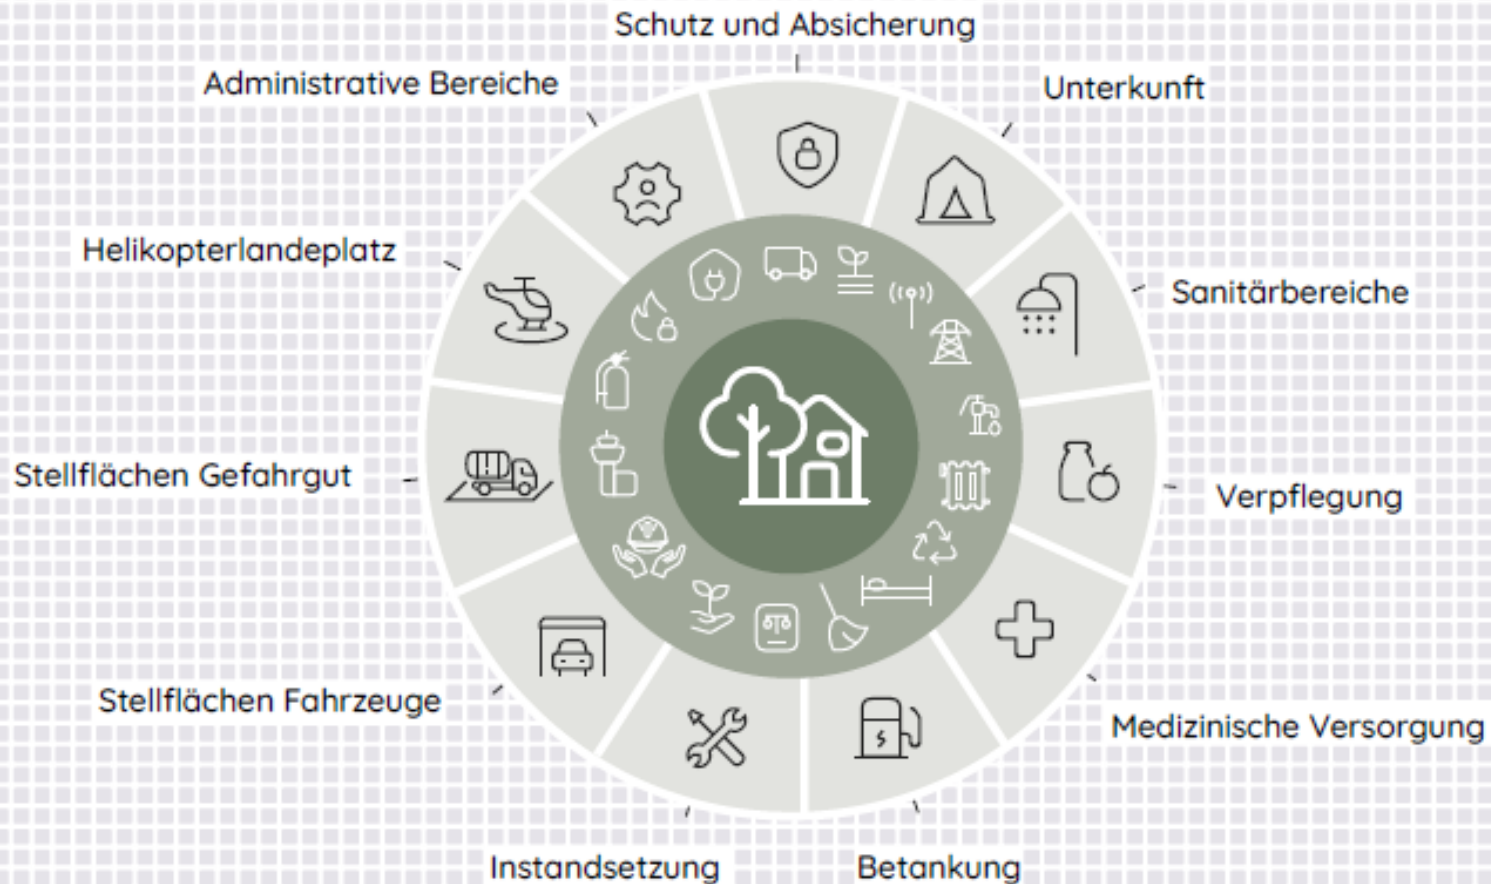 Schutz und Absicherung
Administrative Bereiche
Unterkunft
Helikopterlandeplatz
Sanitärbereiche
Stellflächen Gefahrgut
Verpflegung
Stellflächen Fahrzeuge
Medizinische Versorgung
Instandsetzung
Betankung